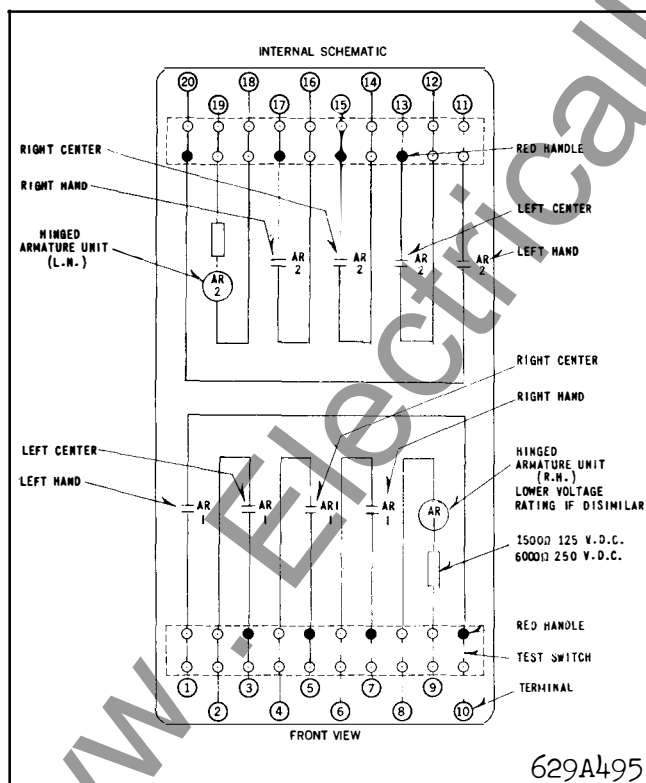 INTERNAL SCHEMATIC
20
18
16
14
12
19
17
15
13
11
RIGHT CENTER
RED HANDLE
RIGHT HAND
LEFT CENTER
HINGED
ARMATURE UNIT
(L.H.)
LEFT HAND
AR
2
AR
2
AR
2
AR
2
AR
2
RIGHT CENTER
RIGHT HAND
LEFT CENTER
LEFT HAND
HINGED
ARMATURE UNIT
(R.H.)
LOWER VOLTAGE
RATING IF DISIMILAR
AR
1
AR
1
AR
1
AR
1
AR
1
1500Ω 125 V.D.C.
6000Ω 250 V.D.C.
RED HANDLE
TEST SWITCH
1
3
5
7
9
TERMINAL
2
4
6
8
10
FRONT VIEW
629A495
w. Electrical